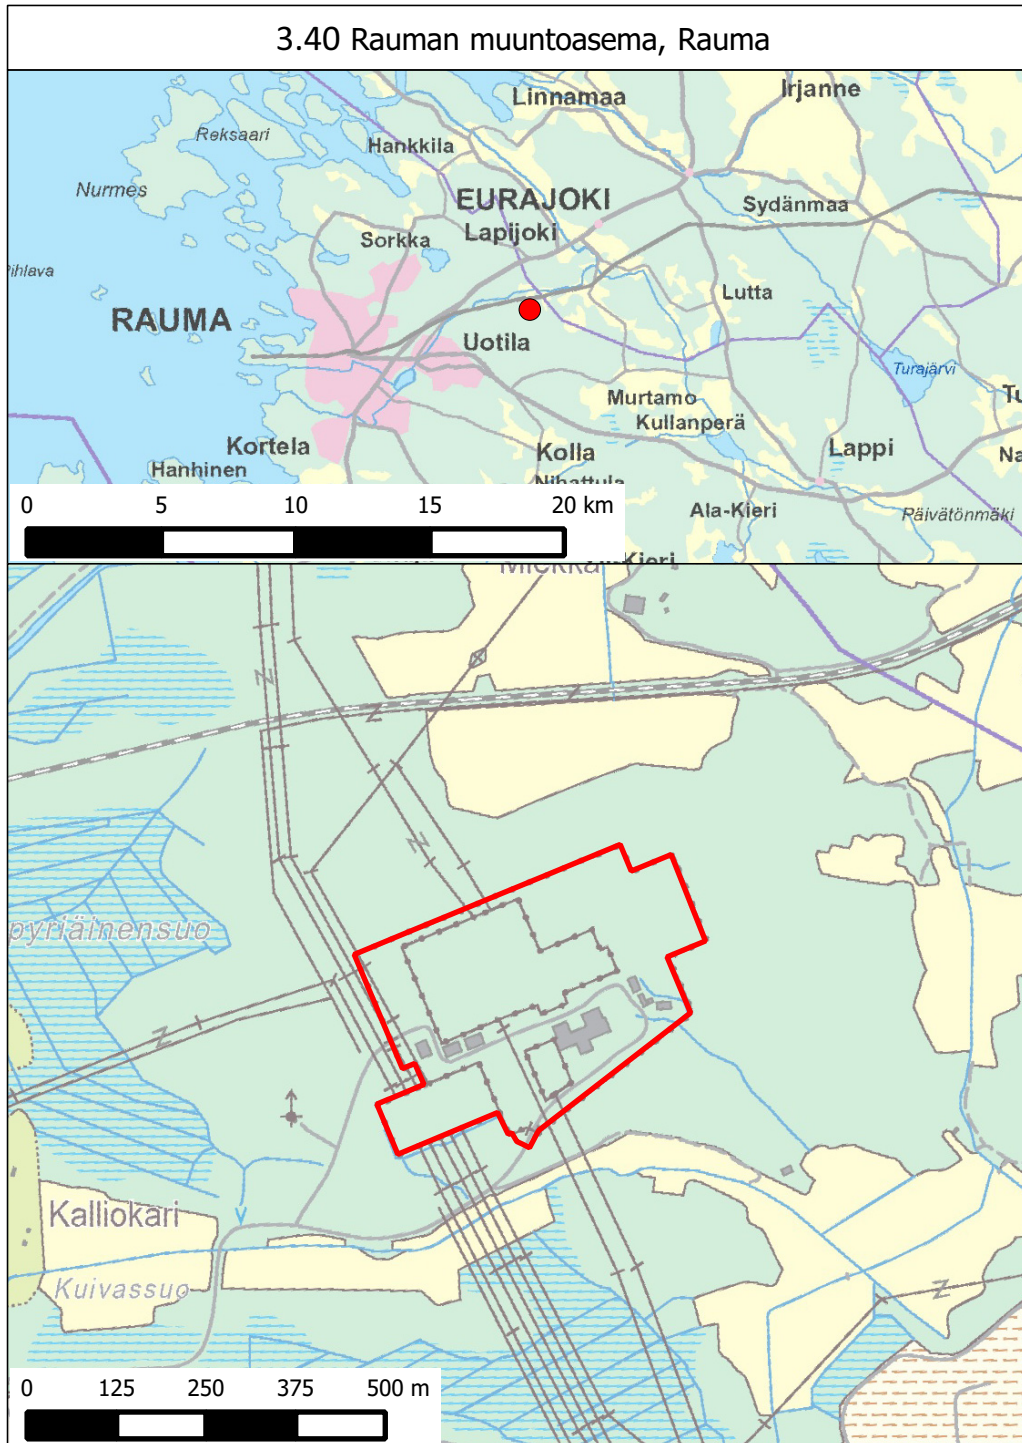 3.40 Rauman muuntoasema, Rauma
Linnamaa
Irjanne
Reksaari
Hankkila
Nurmes
EURAJOKI
Sydänmaa
Sorkka
Lapijoki
Lutta
RAUMA
Uotila
Turajärvi
Murtamo
Kullanperä
Kortela
Kolla
Lappi
Hanhinen
Ala-Kieri
Päivätönmäki
0 5 10 15 20 km
pyriäinensuo
Kalliokari
Kuivassuo
0 125 250 375 500 m